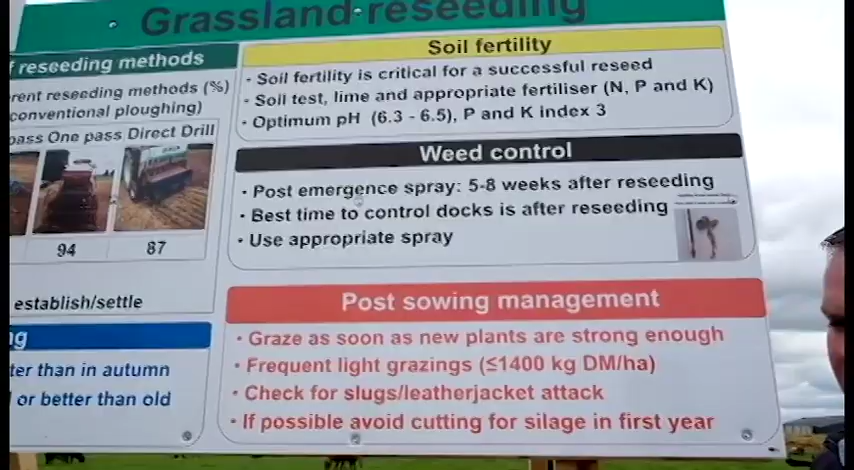 Grassland reseeding
reseeding methods
reseeding methods (%)
conventional ploughing)
pass One pass Direct Drill
94 87
establish/settle
than in autumn
or better than old
Soil fertility
• Soil fertility is critical for a successful reseed
• Soil test, lime and appropriate fertiliser (N, P and K)
• Optimum pH (6.3 - 6.5), P and K index 3
Weed control
• Post emergence spray: 5-8 weeks after reseeding
• Best time to control docks is after reseeding
• Use appropriate spray
Post sowing management
• Graze as soon as new plants are strong enough
• Frequent light grazings (≤1400 kg DM/ha)
• Check for slugs/leatherjacket attack
• If possible avoid cutting for silage in first year